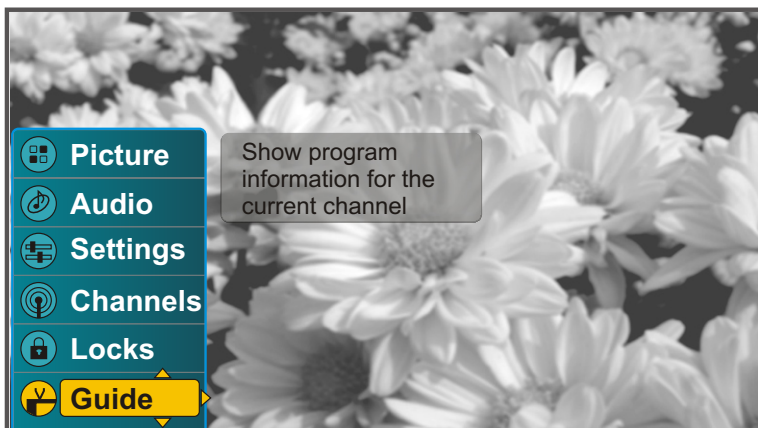 Picture
Show program
information for the
current channel
Audio
Settings
Channels
Locks
Guide